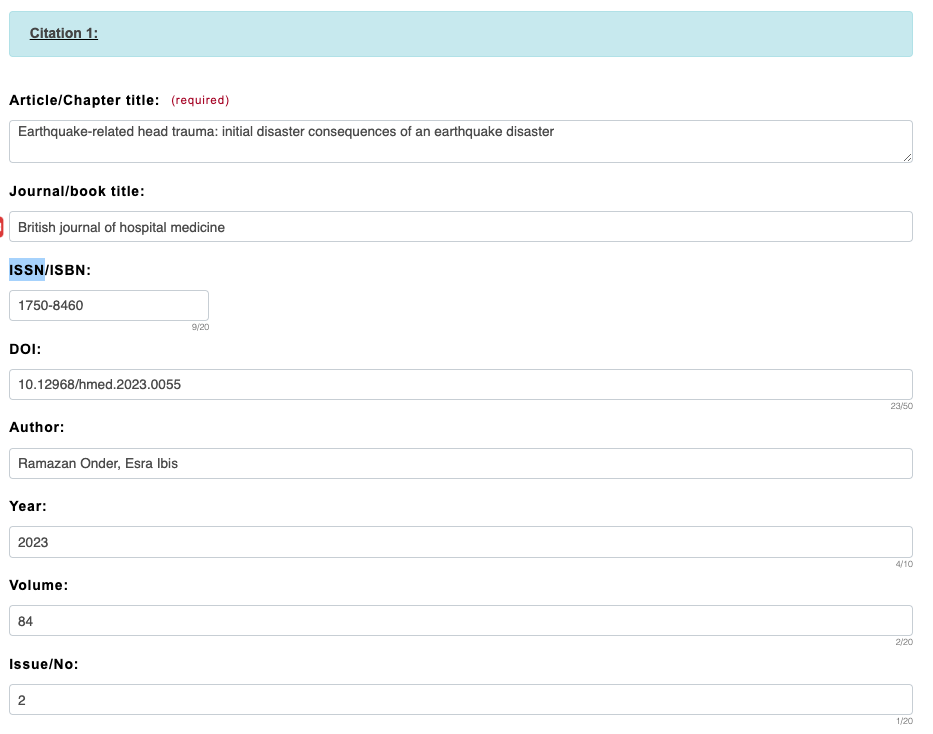 Citation 1:
Article/Chapter title: (required)
Earthquake-related head trauma: initial disaster consequences of an earthquake disaster
Journal/book title:
British journal of hospital medicine
ISSN/ISBN:
1750-8460
9/20
DOI:
10.12968/hmed.2023.0055
23/50
Author:
Ramazan Onder, Esra Ibis
Year:
2023
4/10
Volume:
84
2/20
Issue/No:
2
1/20